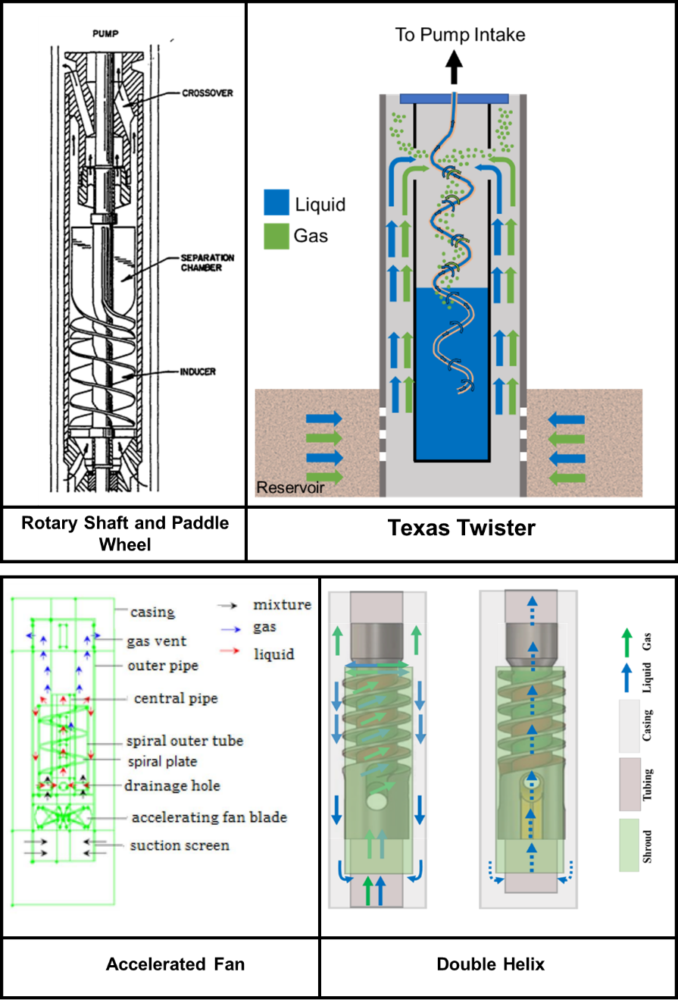 PUMP
CROSSOVER
SEPARATION
CHAMBER
INDUCER
Rotary Shaft and Paddle
Wheel
To Pump Intake
Liquid
Gas
Reservoir
Texas Twister
casing
gas vent
outer pipe
central pipe
spiral outer tube
spiral plate
drainage hole
accelerating fan blade
suction screen
mixture
gas
liquid
Accelerated Fan
Gas
Liquid
Casing
Tubing
Shroud
Double Helix